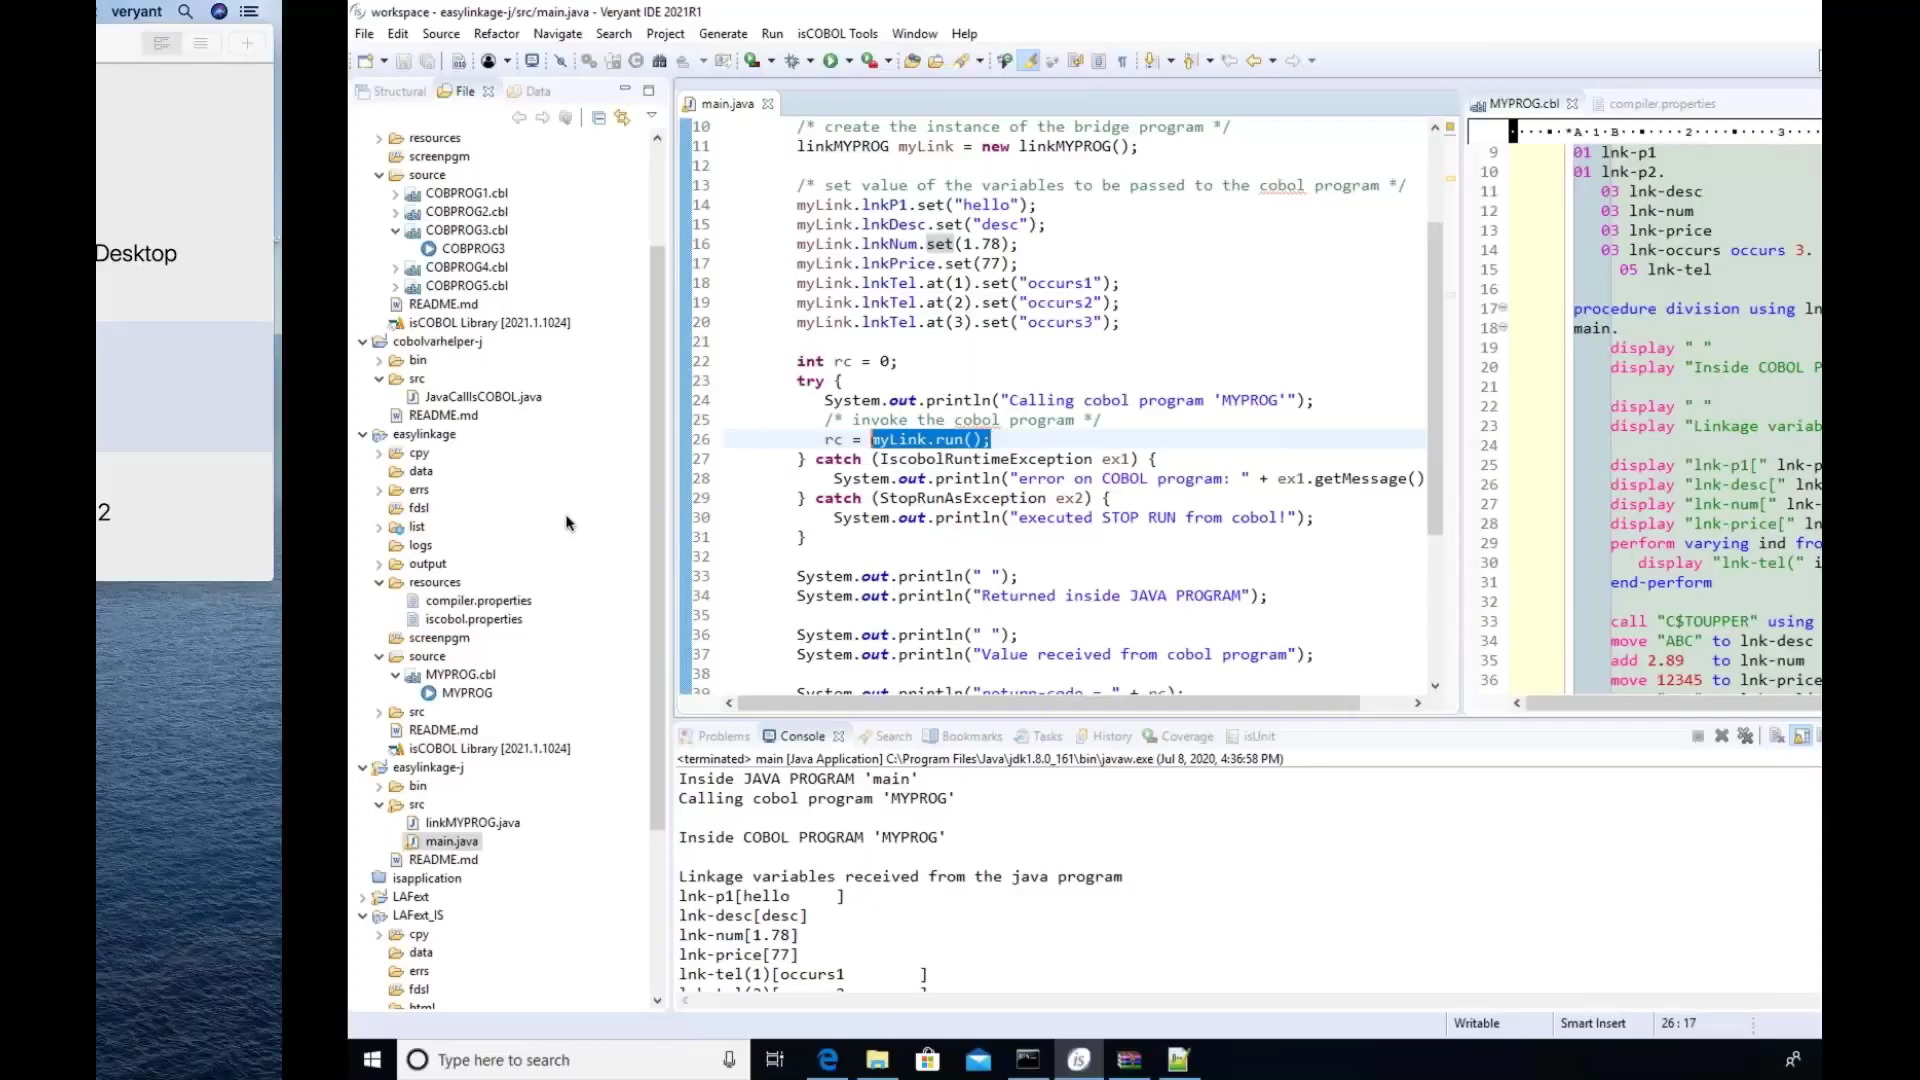 veryant
Desktop
2
workspace - easylinkage-j/src/main.java - Veryant IDE 2021R1
File Edit Source Refactor Navigate Search Project Generate Run isCOBOL Tools Window Help
Structural File Data
resources
screenpgm
source
COBPROG1.cbl
COBPROG2.cbl
COBPROG3.cbl
COBPROG3
COBPROG4.cbl
COBPROG5.cbl
README.md
isCOBOL Library [2021.1.1024]
cobolvarhelper-j
bin
src
JavaCallIsCOBOL.java
README.md
easylinkage
cpy
data
errs
fdsl
list
logs
output
resources
compiler.properties
iscobol.properties
screenpgm
source
MYPROG.cbl
MYPROG
src
README.md
isCOBOL Library [2021.1.1024]
easylinkage-j
bin
src
linkMYPROG.java
main.java
README.md
isapplication
LAFext
LAFext_IS
cpy
data
errs
fdsl
html
main.java
10 /* create the instance of the bridge program */
11 linkMYPROG myLink = new linkMYPROG();
12
13 /* set value of the variables to be passed to the cobol program */
14 myLink.lnkP1.set("hello");
15 myLink.lnkDesc.set("desc");
16 myLink.lnkNum.set(1.78);
17 myLink.lnkPrice.set(77);
18 myLink.lnkTel.at(1).set("occurs1");
19 myLink.lnkTel.at(2).set("occurs2");
20 myLink.lnkTel.at(3).set("occurs3");
21
22 int rc = 0;
23 try {
24 System.out.println("Calling cobol program 'MYPROG'");
25 /* invoke the cobol program */
26 rc = myLink.run();
27 } catch (IscobolRuntimeException ex1) {
28 System.out.println("error on COBOL program: " + ex1.getMessage()
29 } catch (StopRunAsException ex2) {
30 System.out.println("executed STOP RUN from cobol!");
31 }
32
33 System.out.println(" ");
34 System.out.println("Returned inside JAVA PROGRAM");
35
36 System.out.println(" ");
37 System.out.println("Value received from cobol program");
38
39 System.out.println("return-code = " + rc);
MYPROG.cbl compiler.properties
*A 1 B 2 3
9 01 lnk-p1
10 01 lnk-p2.
11 03 lnk-desc
12 03 lnk-num
13 03 lnk-price
14 03 lnk-occurs occurs 3.
15 05 lnk-tel
16
17 procedure division using ln
18 main.
19 display " "
20 display "Inside COBOL P
21
22 display " "
23 display "Linkage variab
24
25 display "lnk-p1[" lnk-p
26 display "lnk-desc[" lnk
27 display "lnk-num[" lnk-
28 display "lnk-price[" ln
29 perform varying ind fro
30 display "lnk-tel(" i
31 end-perform
32
33 call "C$TOUPPER" using
34 move "ABC" to lnk-desc
35 add 2.89 to lnk-num
36 move 12345 to lnk-price
Problems Console Search Bookmarks Tasks History Coverage isUnit
<terminated> main [Java Application] C:\Program Files\Java\jdk1.8.0_161\bin\javaw.exe (Jul 8, 2020, 4:36:58 PM)
Inside JAVA PROGRAM 'main'
Calling cobol program 'MYPROG'
Inside COBOL PROGRAM 'MYPROG'
Linkage variables received from the java program
lnk-p1[hello     ]
lnk-desc[desc]
lnk-num[1.78]
lnk-price[77]
lnk-tel(1)[occurs1        ]
Writable Smart Insert 26 : 17
Type here to search
is